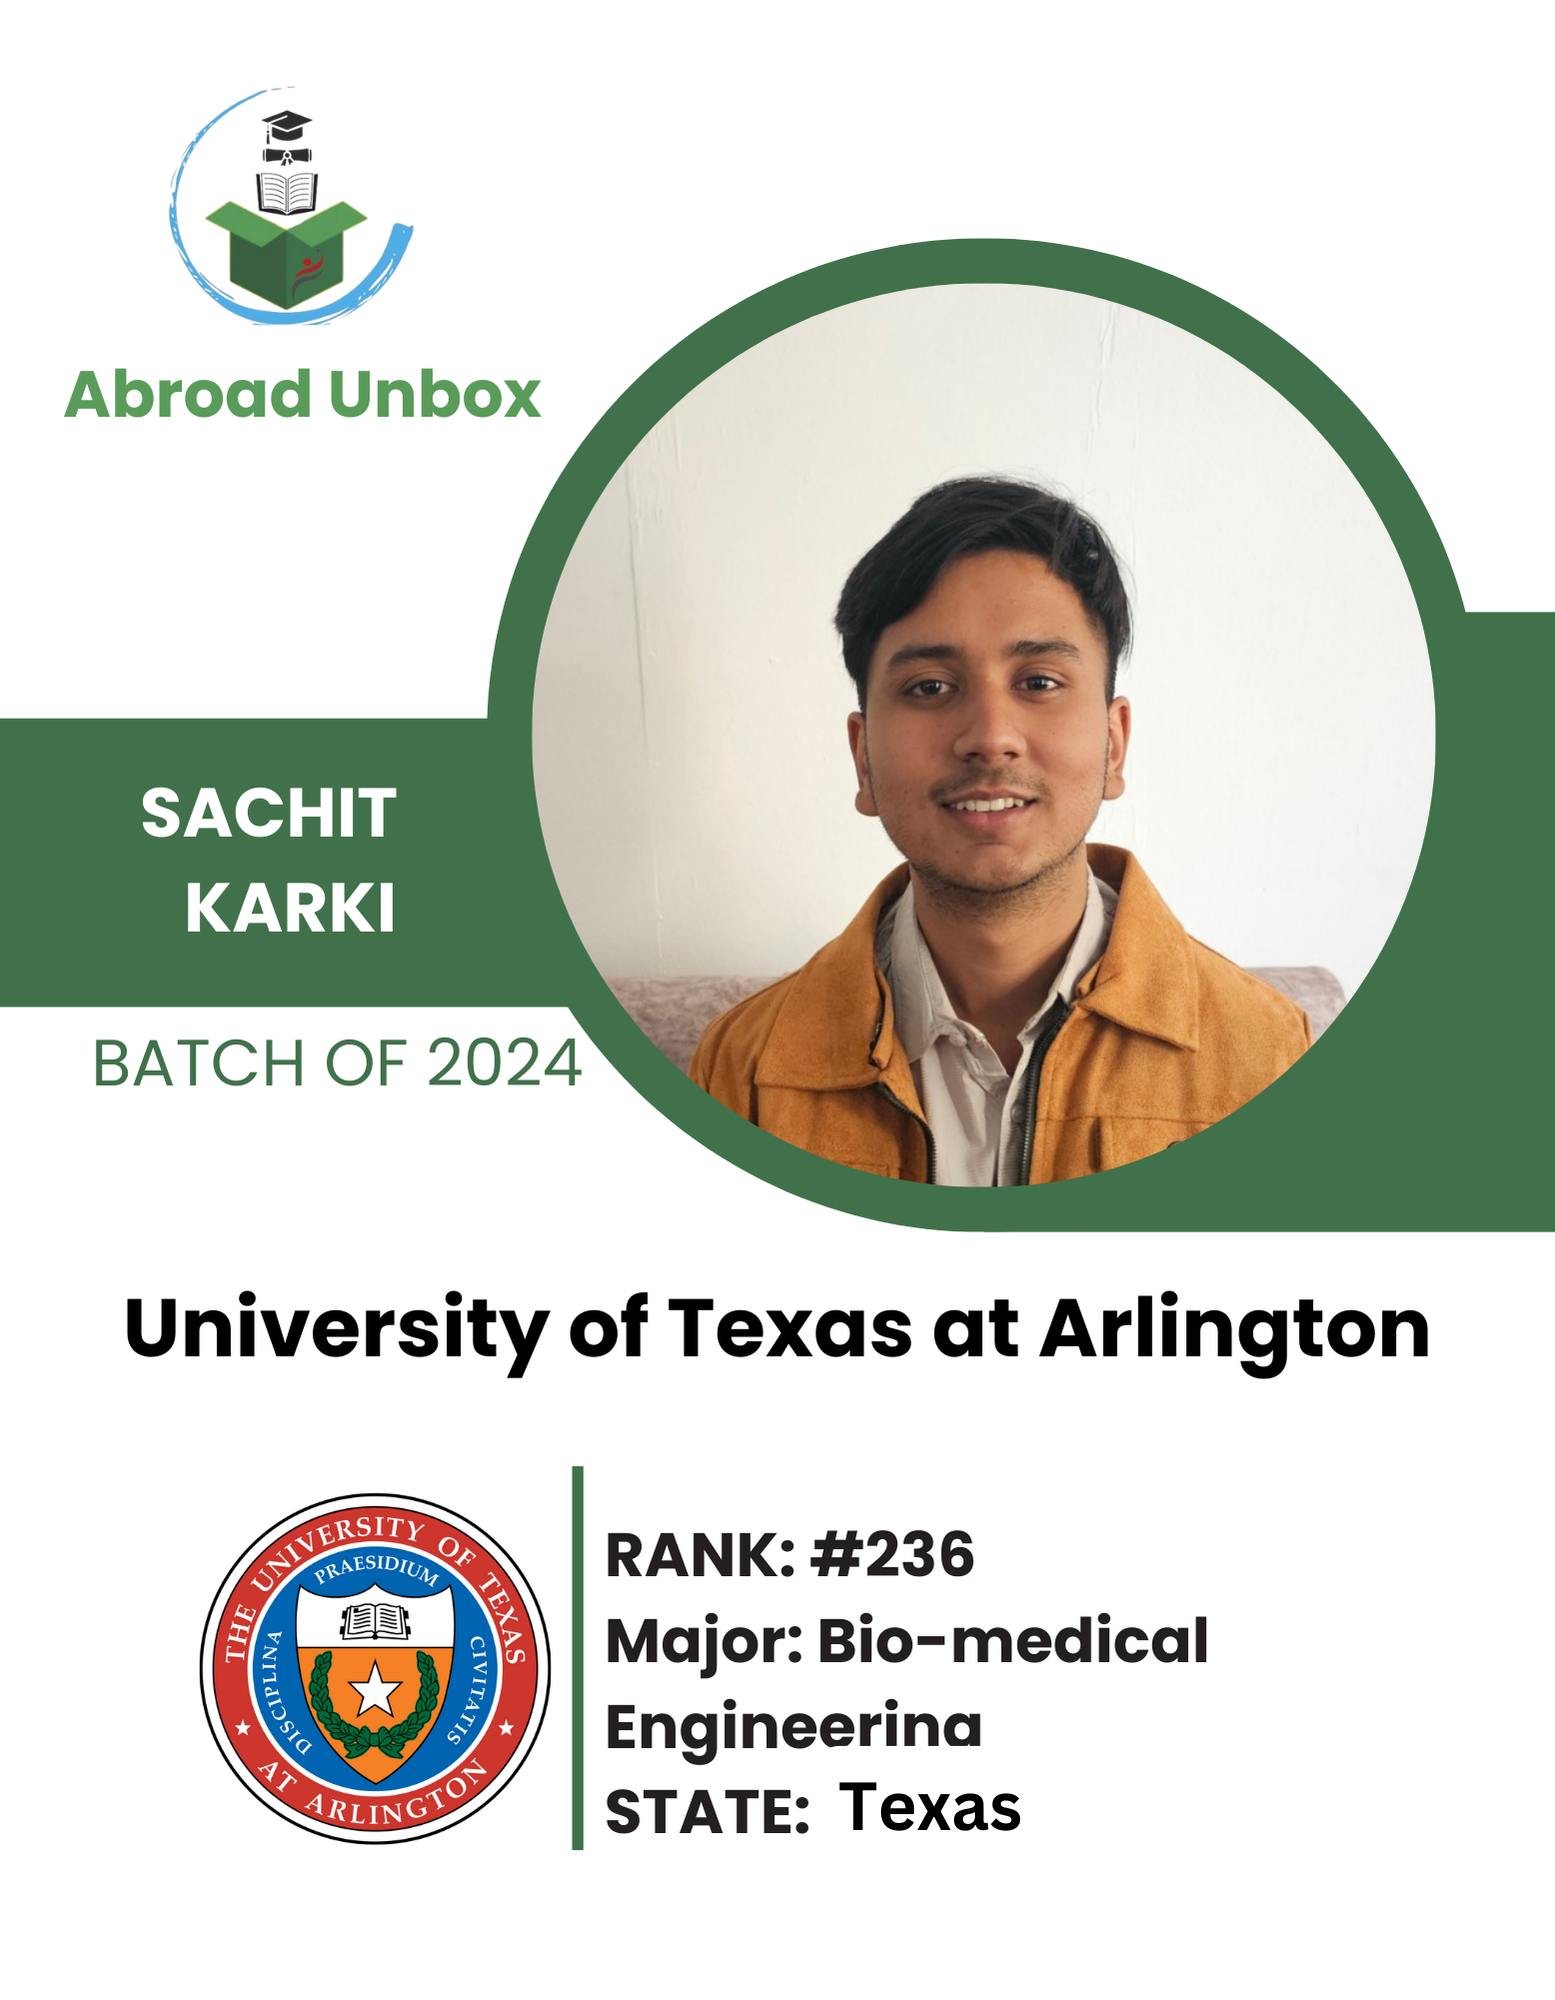 Abroad Unbox
SACHIT
KARKI
BATCH OF 2024
University of Texas at Arlington
THE UNIVERSITY OF TEXAS
AT ARLINGTON
PRAESIDIUM
DISCIPLINA
CIVITATIS
RANK: #236
Major: Bio-medical
Engineering
STATE: Texas